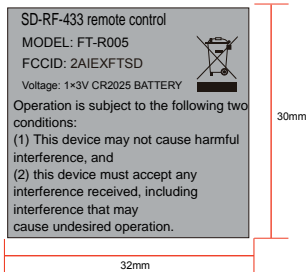 SD-RF-433 remote control
MODEL: FT-R005
FCCID: 2AIEXFTSD
Voltage: 1×3V CR2025 BATTERY
Operation is subject to the following two
conditions:
(1) This device may not cause harmful
interference, and
(2) this device must accept any
interference received, including
interference that may
cause undesired operation.
30mm
32mm